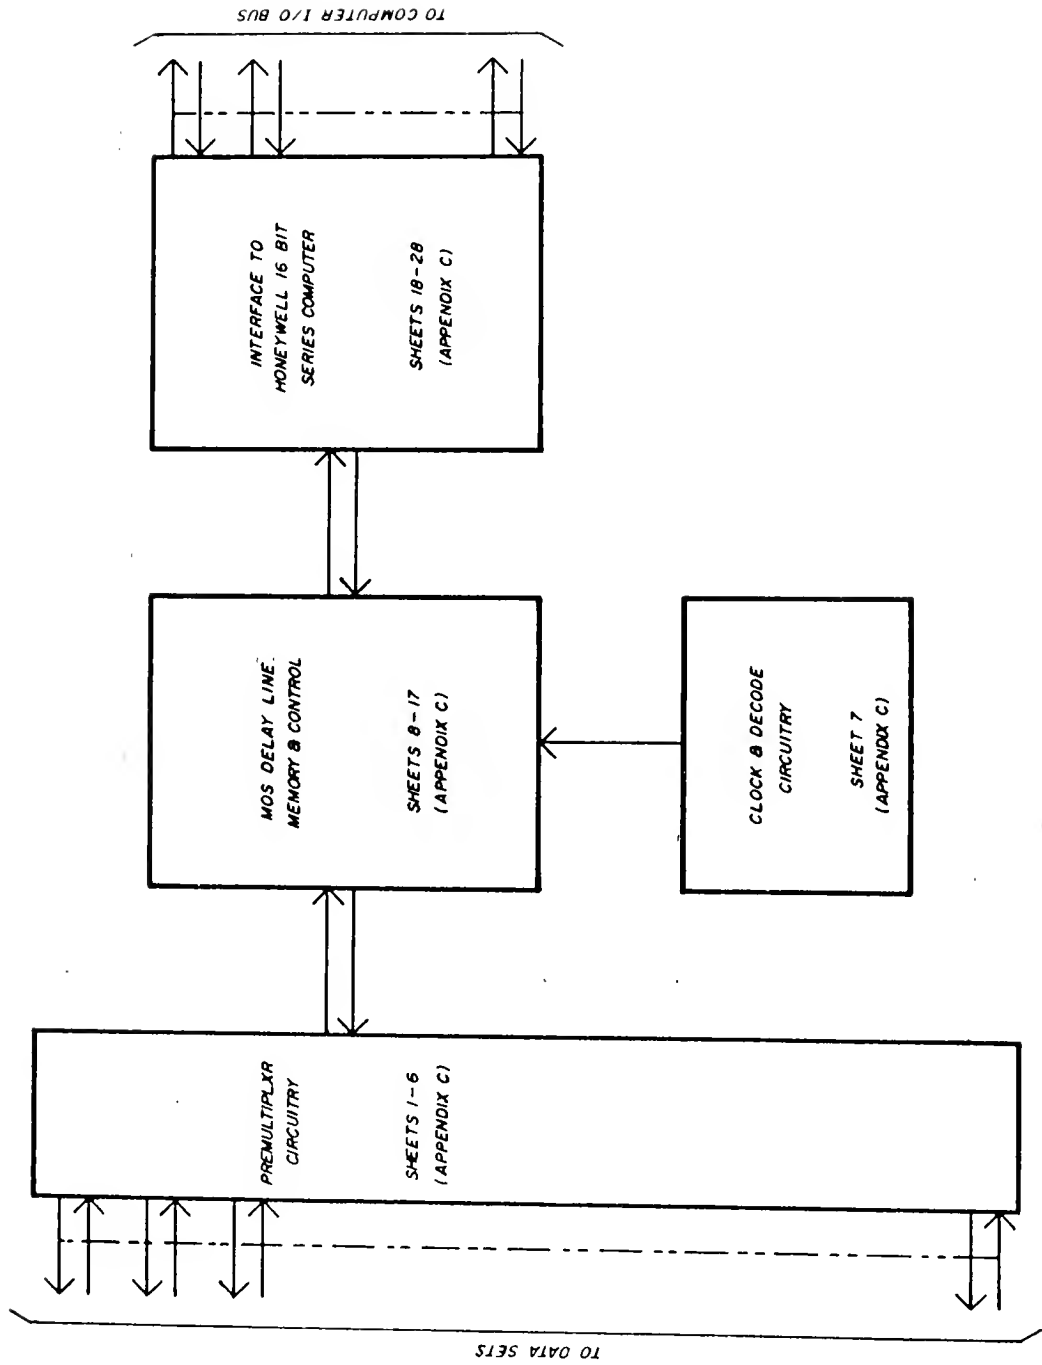 TO COMPUTER I/O BUS
INTERFACE TO
HONEYWELL 16 BIT
SERIES COMPUTER
SHEETS 18-28
(APPENDIX C)
MOS DELAY LINE
MEMORY & CONTROL
SHEETS 8-17
(APPENDIX C)
CLOCK & DECODE
CIRCUITRY
SHEET 7
(APPENDIX C)
PREMULTIPLXR
CIRCUITRY
SHEETS 1-6
(APPENDIX C)
TO DATA SETS